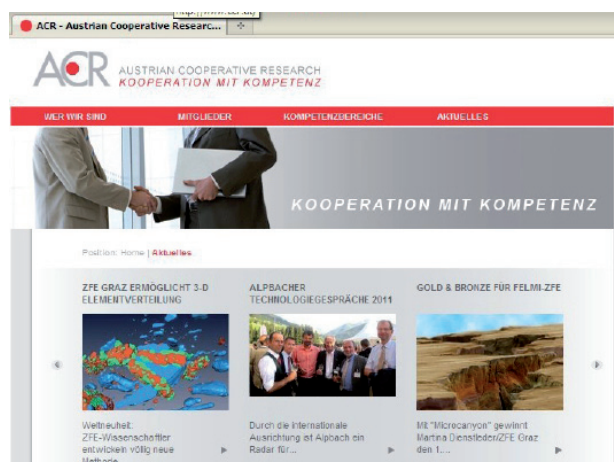 ACR - Austrian Cooperative Researc...
ACR
AUSTRIAN COOPERATIVE RESEARCH
KOOPERATION MIT KOMPETENZ
WER WIR SIND
MITGLIEDER
KOMPETENZBEREICHE
AKTUELLES
KOOPERATION MIT KOMPETENZ
Position: Home | Aktuelles
ZFE GRAZ ERMÖGLICHT 3-D
ELEMENTVERTEILUNG
Weltneuheit:
ZFE-Wissenschaftler
entwickeln völlig neue
Methode
ALPBACHER
TECHNOLOGIEGESPRÄCHE 2011
Durch die internationale
Ausrichtung ist Alpbach ein
Radar für...
GOLD & BRONZE FÜR FELMI-ZFE
Mit "Microcanyon" gewinnt
Martina Dienstleder/ZFE Graz
den 1....